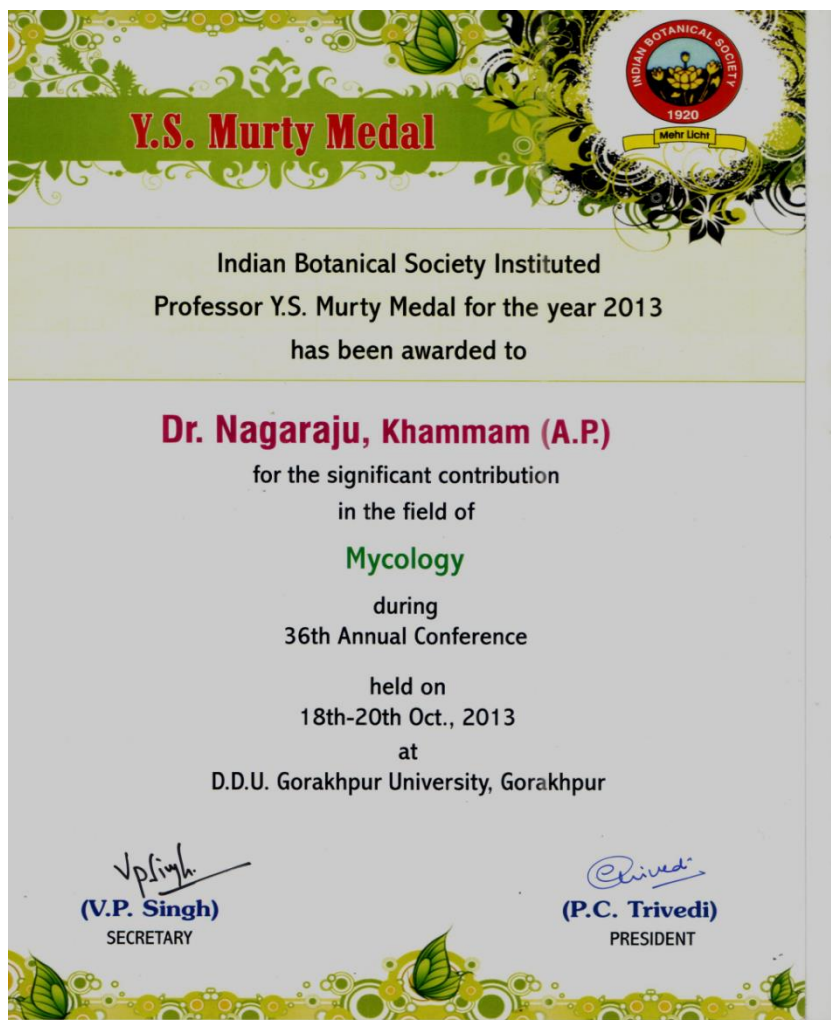 INDIAN BOTANICAL SOCIETY
1920
Mehr Licht
Y.S. Murty Medal
Indian Botanical Society Instituted
Professor Y.S. Murty Medal for the year 2013
has been awarded to
Dr. Nagaraju, Khammam (A.P.)
for the significant contribution
in the field of
Mycology
during
36th Annual Conference
held on
18th-20th Oct., 2013
at
D.D.U. Gorakhpur University, Gorakhpur
VpSingh.
(V.P. Singh)
SECRETARY
PTrivedi
(P.C. Trivedi)
PRESIDENT